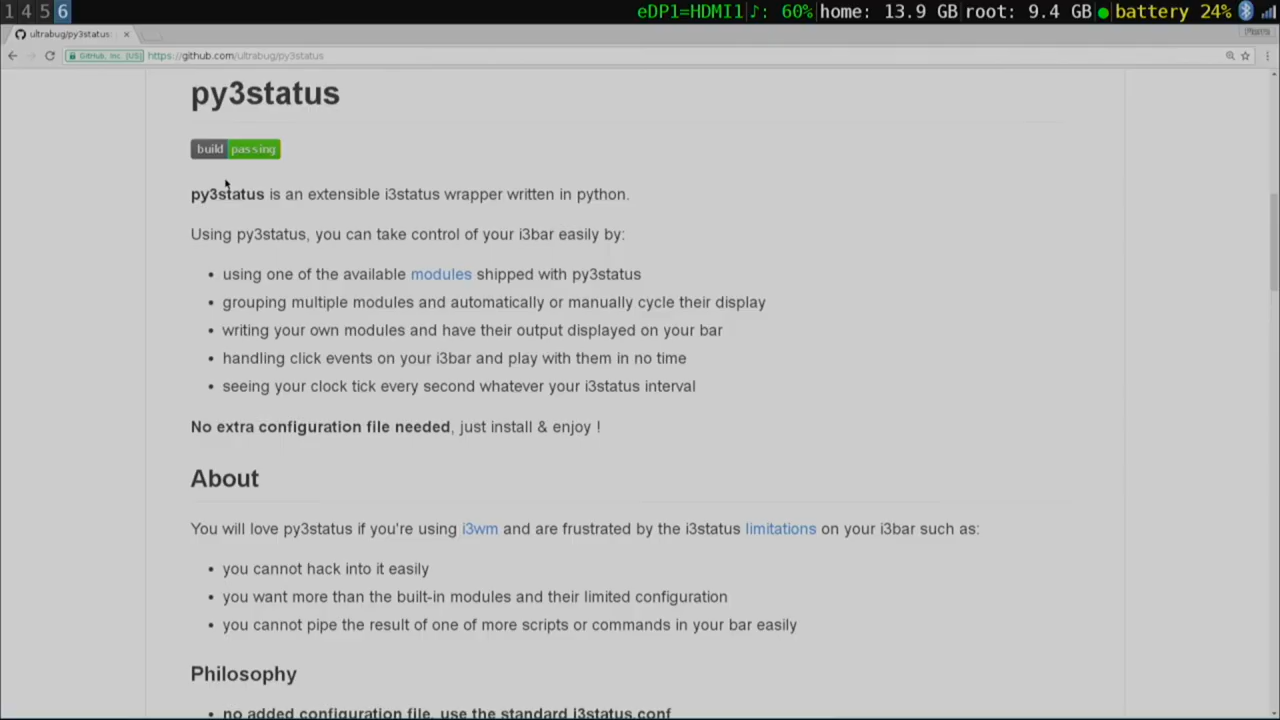 1 4 5 6
eDP1=HDMI1 ♪: 60% home: 13.9 GB root: 9.4 GB ● battery 24%
ultrabug/py3status: ×
GitHub, Inc. [US] https://github.com/ultrabug/py3status
py3status
build passing
py3status is an extensible i3status wrapper written in python.
Using py3status, you can take control of your i3bar easily by:
• using one of the available modules shipped with py3status
• grouping multiple modules and automatically or manually cycle their display
• writing your own modules and have their output displayed on your bar
• handling click events on your i3bar and play with them in no time
• seeing your clock tick every second whatever your i3status interval
No extra configuration file needed, just install & enjoy !
About
You will love py3status if you're using i3wm and are frustrated by the i3status limitations on your i3bar such as:
• you cannot hack into it easily
• you want more than the built-in modules and their limited configuration
• you cannot pipe the result of one of more scripts or commands in your bar easily
Philosophy
• no added configuration file, use the standard i3status.conf